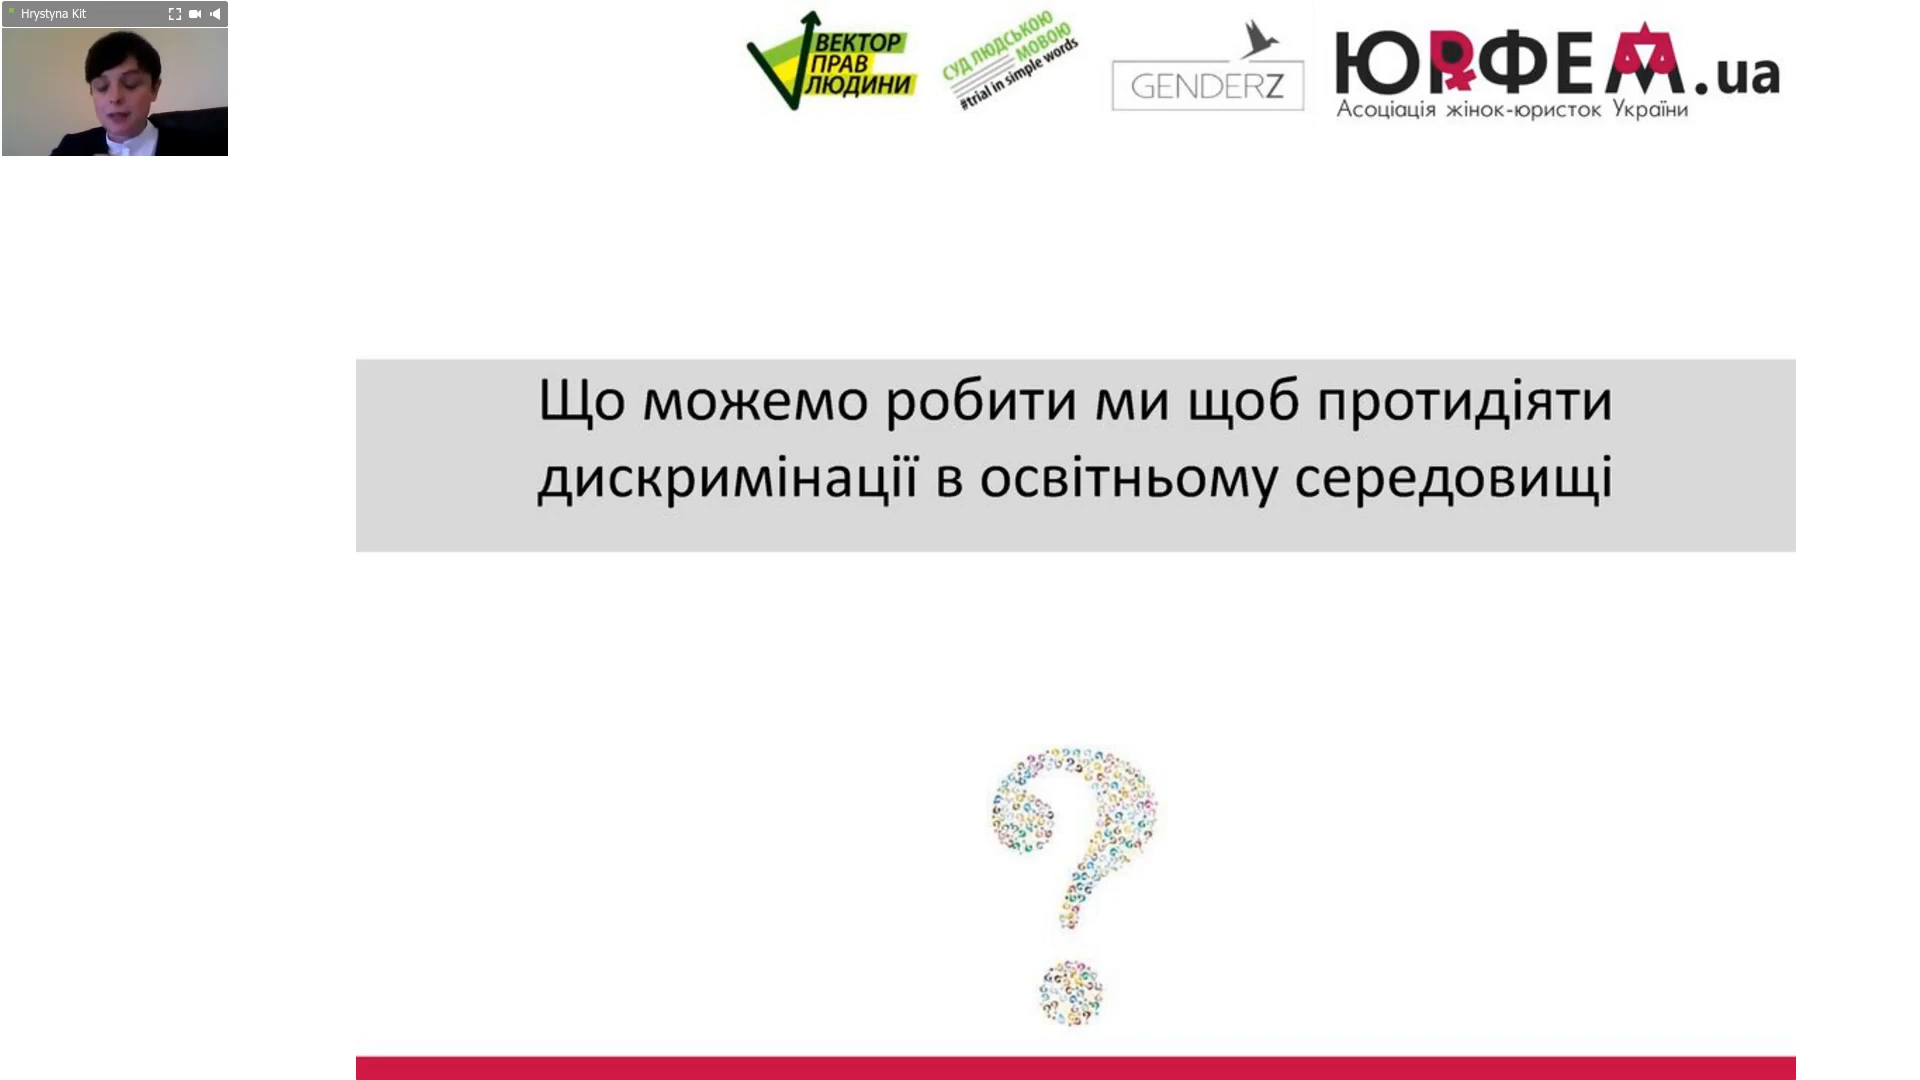 Hrystyna Kit
ВЕКТОР
ПРАВ
ЛЮДИНИ
СУД ЛЮДСЬКОЮ
МОВОЮ
#trial in simple words
GENDERZ
ЮРФЕМ.ua
Асоціація жінок-юристок України
Що можемо робити ми щоб протидіяти
дискримінації в освітньому середовищі
?